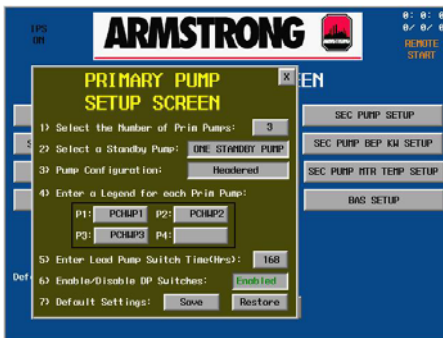 IPS
ON
ARMSTRONG
ARMSTRONG
0: 0: 0
0/ 0/ 0
REMOTE
START
PRIMARY PUMP
SETUP SCREEN
X
EN
1) Select the Number of Prim Pumps: 3
2) Select a Standby Pump: ONE STANDBY PUMP
3) Pump Configuration: Headered
4) Enter a Legend for each Prim Pump:
P1: PCHWP1 P2: PCHWP2
P3: PCHWP3 P4:
5) Enter Lead Pump Switch Time(Hrs): 168
6) Enable/Disable DP Switches: Enabled
7) Default Settings: Save Restore
SEC PUMP SETUP
SEC PUMP BEP KW SETUP
SEC PUMP MTR TEMP SETUP
BAS SETUP
S
Def